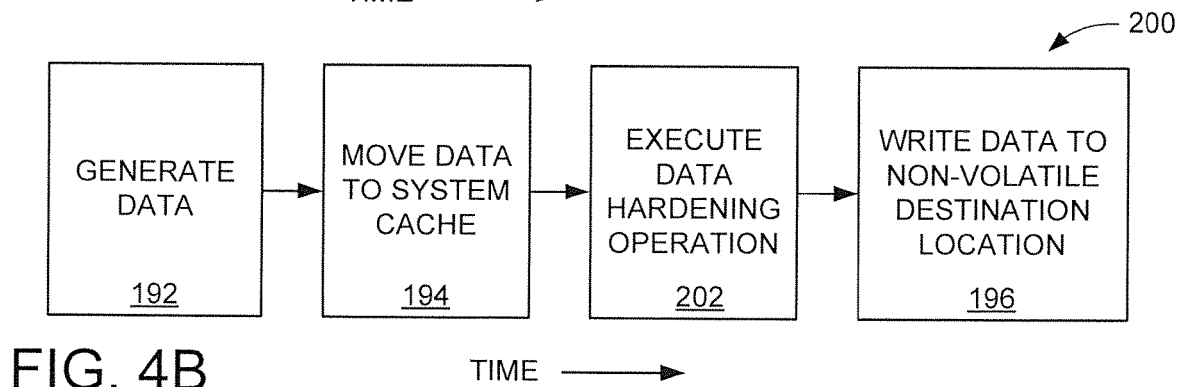 TIME
200
GENERATE
DATA
192
MOVE DATA
TO SYSTEM
CACHE
194
EXECUTE
DATA
HARDENING
OPERATION
202
WRITE DATA TO
NON-VOLATILE
DESTINATION
LOCATION
196
FIG. 4B
TIME